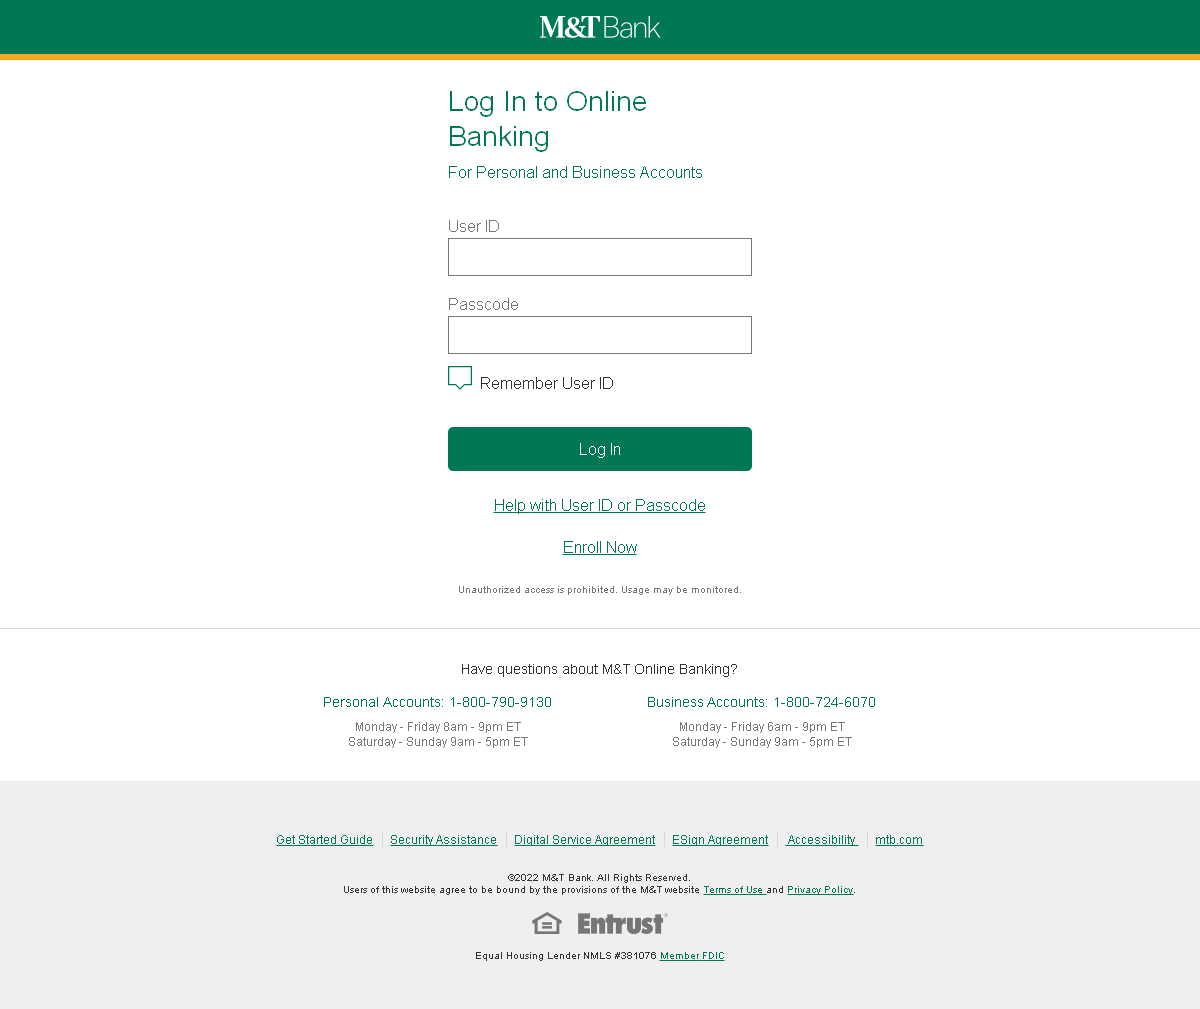 M&T Bank
Log In to Online
Banking
For Personal and Business Accounts
User ID
Passcode
Remember User ID
Log In
Help with User ID or Passcode
Enroll Now
Unauthorized access is prohibited. Usage may be monitored.
Have questions about M&T Online Banking?
Personal Accounts: 1-800-790-9130
Monday - Friday 8am - 9pm ET
Saturday - Sunday 9am - 5pm ET
Business Accounts: 1-800-724-6070
Monday - Friday 6am - 9pm ET
Saturday - Sunday 9am - 5pm ET
Get Started Guide Security Assistance Digital Service Agreement ESign Agreement Accessibility mtb.com
©2022 M&T Bank. All Rights Reserved.
Users of this website agree to be bound by the provisions of the M&T website Terms of Use and Privacy Policy.
Entrust®
Equal Housing Lender NMLS #381076 Member FDIC